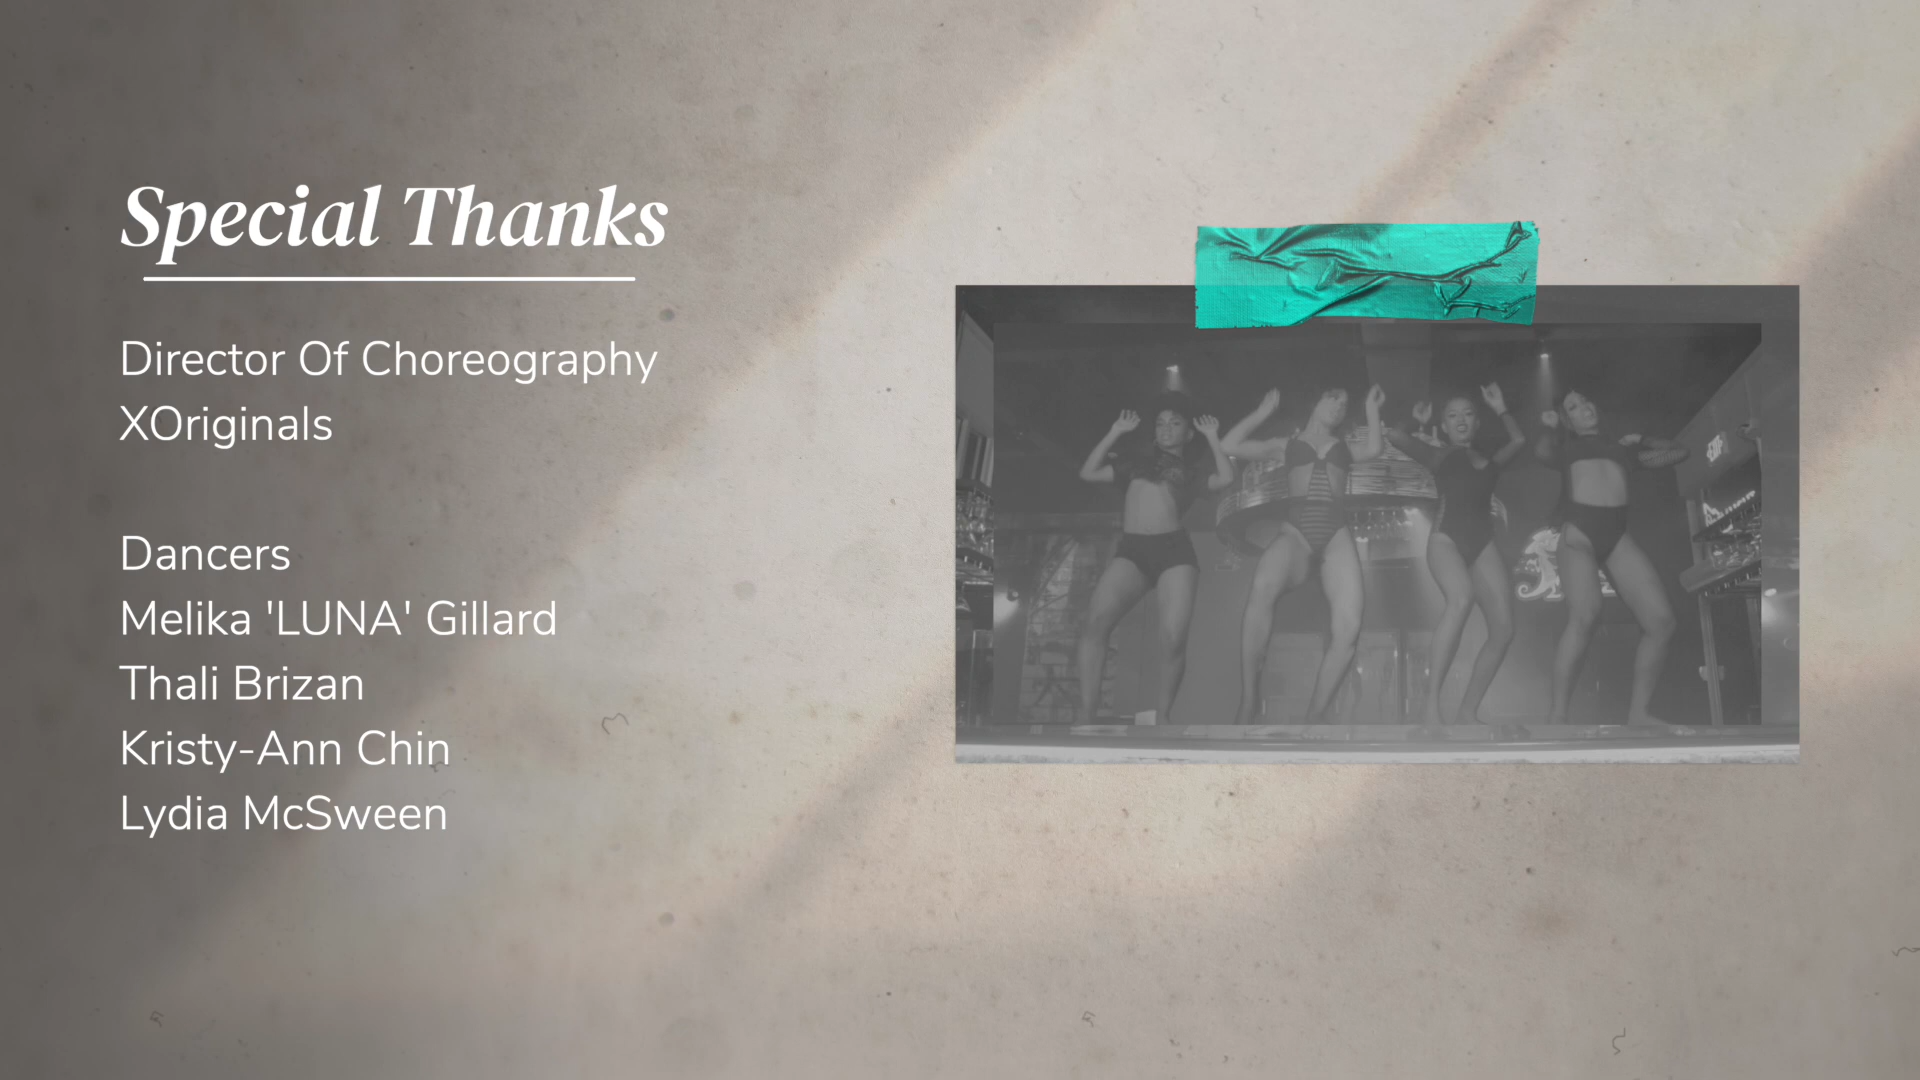 Special Thanks
Director Of Choreography
XOriginals
Dancers
Melika 'LUNA' Gillard
Thali Brizan
Kristy-Ann Chin
Lydia McSween